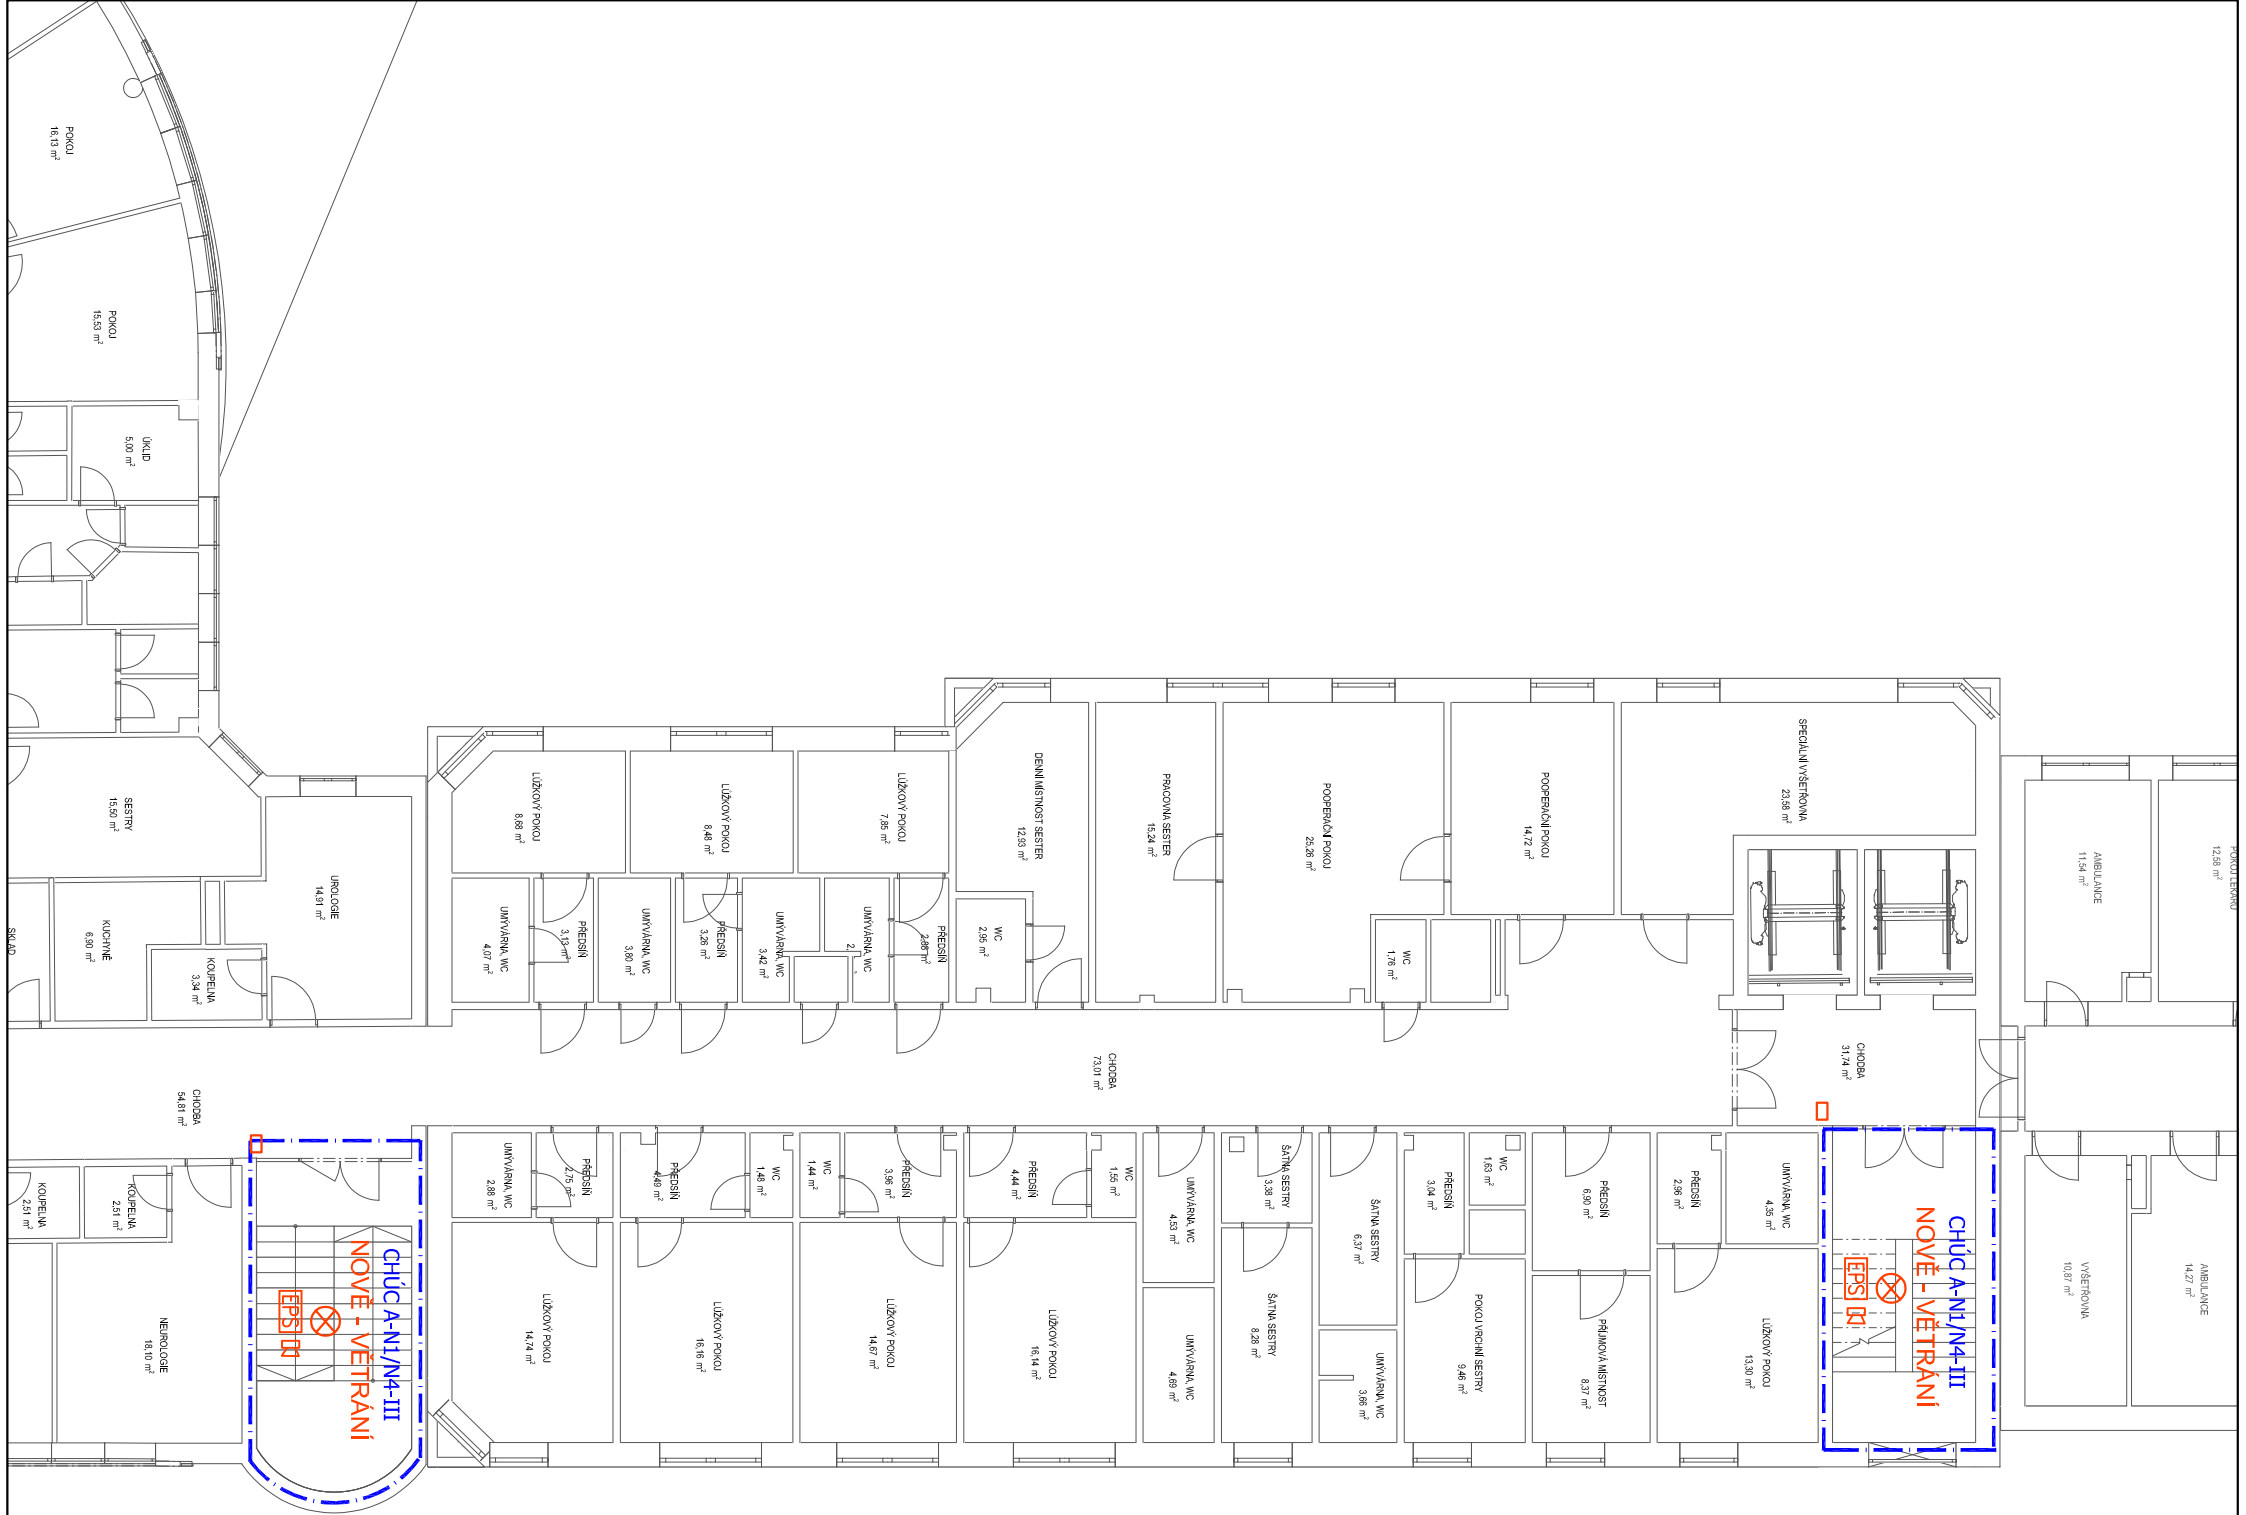 POKOJ
16,13 m²
POKOJ
15,53 m²
ÚKLID
5,00 m²
SESTRY
15,50 m²
UROLOGIE
14,91 m²
KUCHYNĚ
6,90 m²
KOUPELNA
3,34 m²
SKLAD
CHODBA
54,81 m²
KOUPELNA
2,51 m²
KOUPELNA
2,51 m²
NEUROLOGIE
18,10 m²
CHÚC A-N1/N4-III
NOVĚ - VĚTRÁNÍ
EPS
LŮŽKOVÝ POKOJ
8,68 m²
LŮŽKOVÝ POKOJ
8,48 m²
LŮŽKOVÝ POKOJ
7,85 m²
UMÝVÁRNA, WC
4,07 m²
PŘEDSÍŇ
3,13 m²
UMÝVÁRNA, WC
3,80 m²
PŘEDSÍŇ
3,26 m²
UMÝVÁRNA, WC
3,42 m²
UMÝVÁRNA, WC
2,
PŘEDSÍŇ
2,88 m²
WC
2,95 m²
DENNÍ MÍSTNOST SESTER
12,93 m²
PRACOVNA SESTER
15,24 m²
POOPERAČNÍ POKOJ
25,26 m²
POOPERAČNÍ POKOJ
14,72 m²
SPECIÁLNÍ VYŠETŘOVNA
23,58 m²
WC
1,76 m²
CHODBA
73,01 m²
CHODBA
31,74 m²
AMBULANCE
11,54 m²
POKOJ LÉKAŘŮ
12,58 m²
UMÝVÁRNA, WC
2,88 m²
PŘEDSÍŇ
2,75 m²
PŘEDSÍŇ
4,49 m²
WC
1,48 m²
WC
1,44 m²
PŘEDSÍŇ
3,96 m²
PŘEDSÍŇ
4,44 m²
WC
1,55 m²
UMÝVÁRNA, WC
4,53 m²
ŠATNA SESTRY
3,38 m²
ŠATNA SESTRY
6,37 m²
PŘEDSÍŇ
3,04 m²
WC
1,63 m²
PŘEDSÍŇ
6,90 m²
PŘEDSÍŇ
2,96 m²
UMÝVÁRNA, WC
4,35 m²
LŮŽKOVÝ POKOJ
14,74 m²
LŮŽKOVÝ POKOJ
16,16 m²
LŮŽKOVÝ POKOJ
14,67 m²
LŮŽKOVÝ POKOJ
16,14 m²
UMÝVÁRNA, WC
4,69 m²
ŠATNA SESTRY
8,28 m²
UMÝVÁRNA, WC
3,66 m²
POKOJ VRCHNÍ SESTRY
9,46 m²
PŘÍJMOVÁ MÍSTNOST
8,37 m²
LŮŽKOVÝ POKOJ
13,30 m²
CHÚC A-N1/N4-III
NOVĚ - VĚTRÁNÍ
EPS
VYŠETŘOVNA
10,87 m²
AMBULANCE
14,27 m²